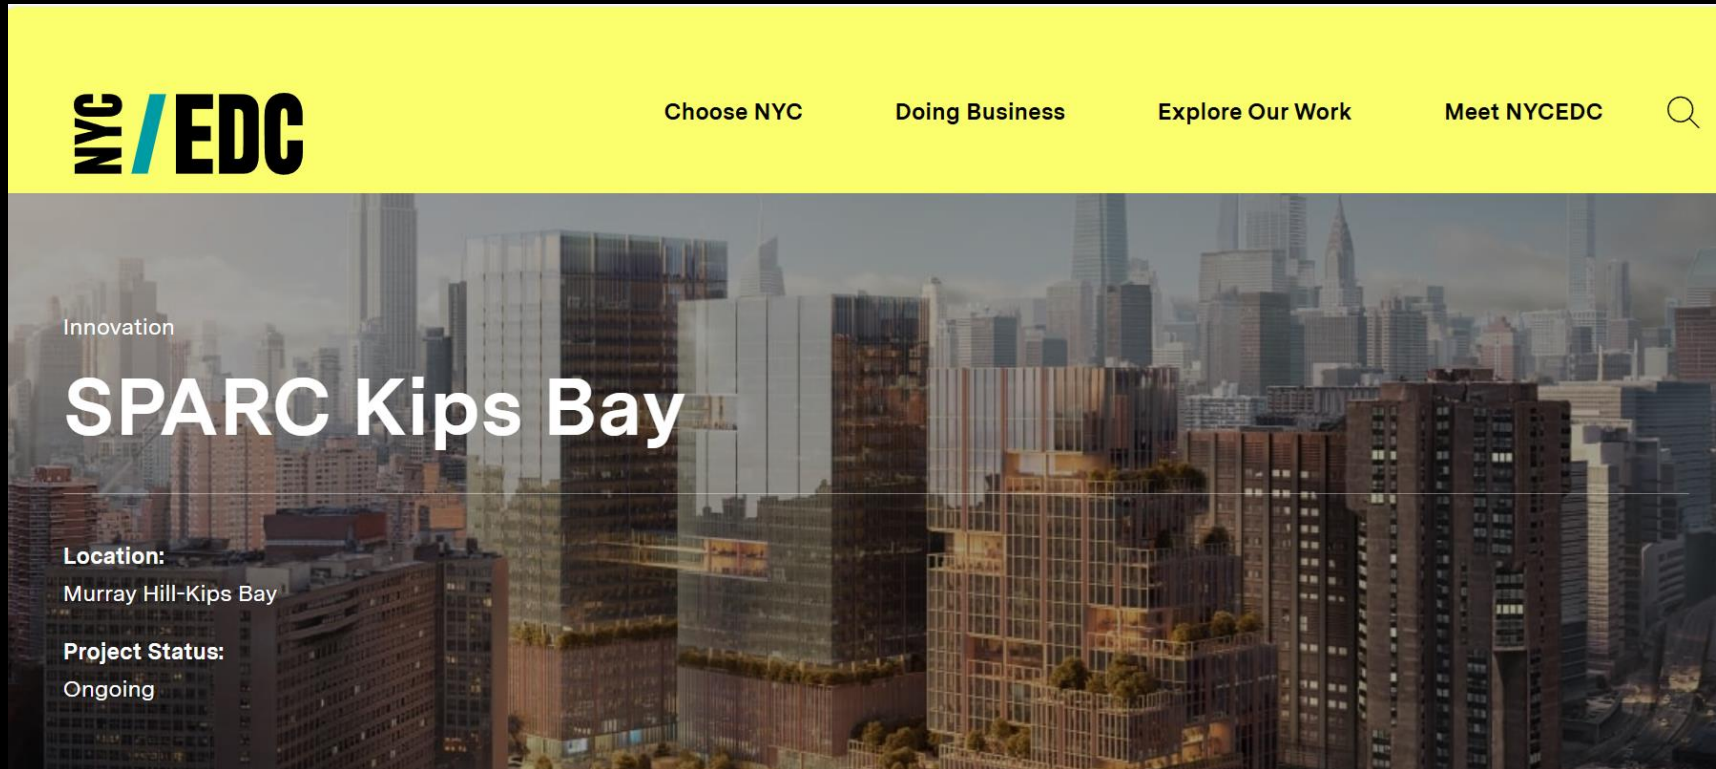 NYC / EDC
Choose NYC
Doing Business
Explore Our Work
Meet NYCEDC
Innovation
SPARC Kips Bay
Location:
Murray Hill-Kips Bay
Project Status:
Ongoing